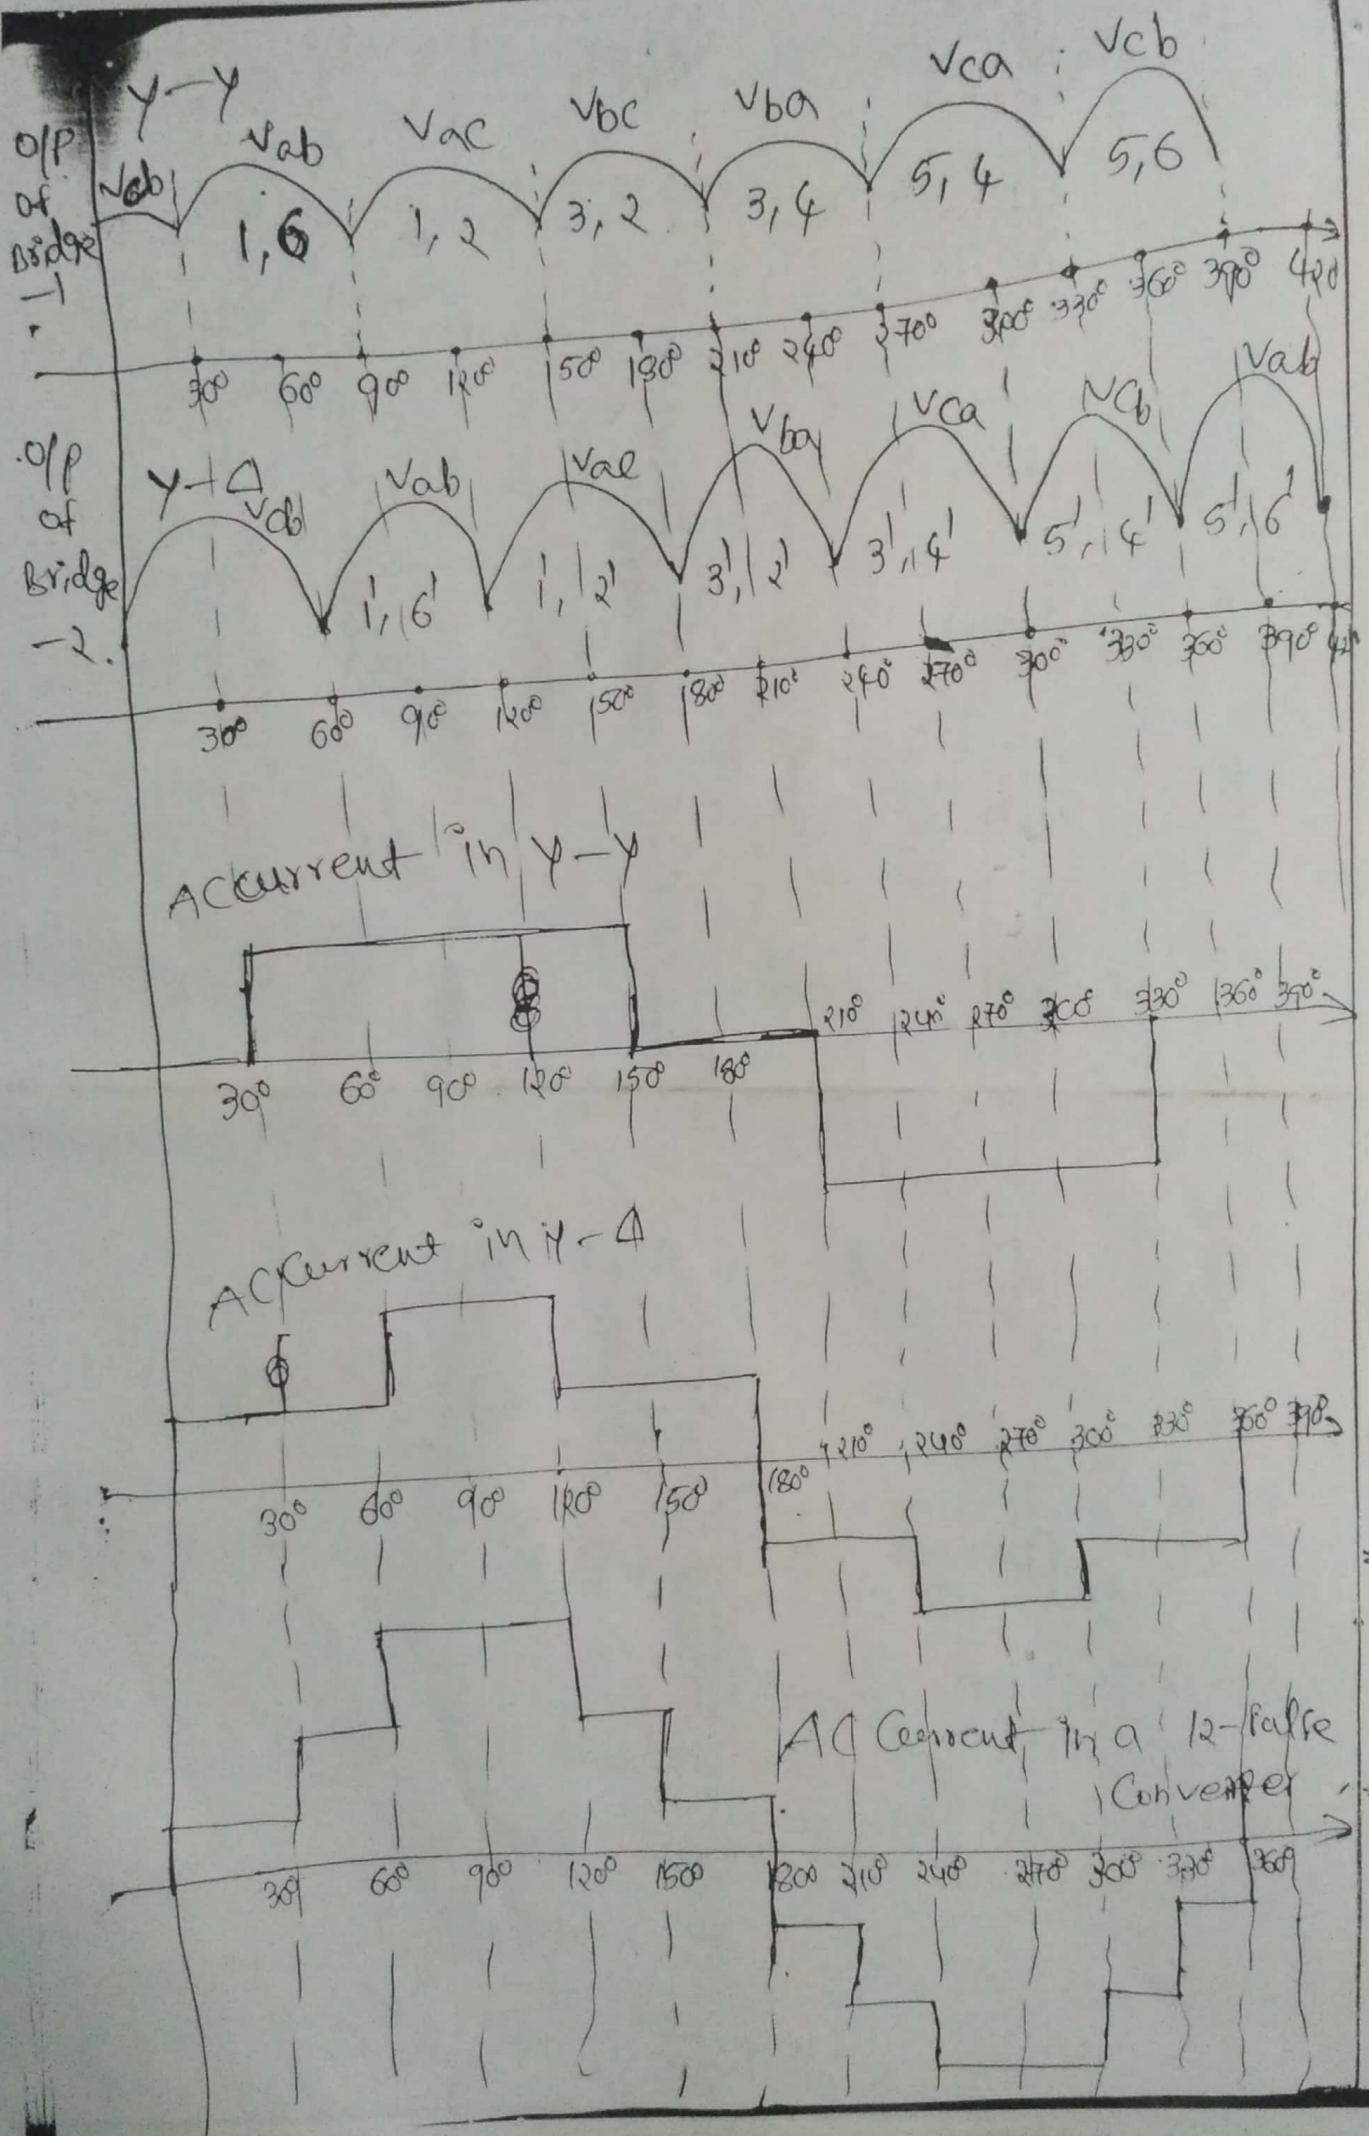 Y-Y
O/P of Bridge -1
Vcb Vab Vac Vbc Vba Vca Vcb
1,6 1,2 3,2 3,4 5,4 5,6
30° 60° 90° 120° 150° 180° 210° 240° 270° 300° 330° 360° 390° 420
O/P of Bridge -2.
Y-Δ
Vcb Vab Vac Vba Vca Vcb Vab
1',6' 1',2' 3',2' 3',4' 5',4' 5',6'
30° 60° 90° 120° 150° 180° 210° 240° 270° 300° 330° 360° 390° 420
AC current in Y-Y
30° 60° 90° 120° 150° 180° 210° 240° 270° 300° 330° 360° 390°
AC Current in Y-Δ
30° 60° 90° 120° 150° 180° 210° 240° 270° 300° 330° 360° 390
AC Current in a 12-Pulse
Converter
30 60° 90° 120° 150° 180° 210° 240° 270° 300° 330° 360°